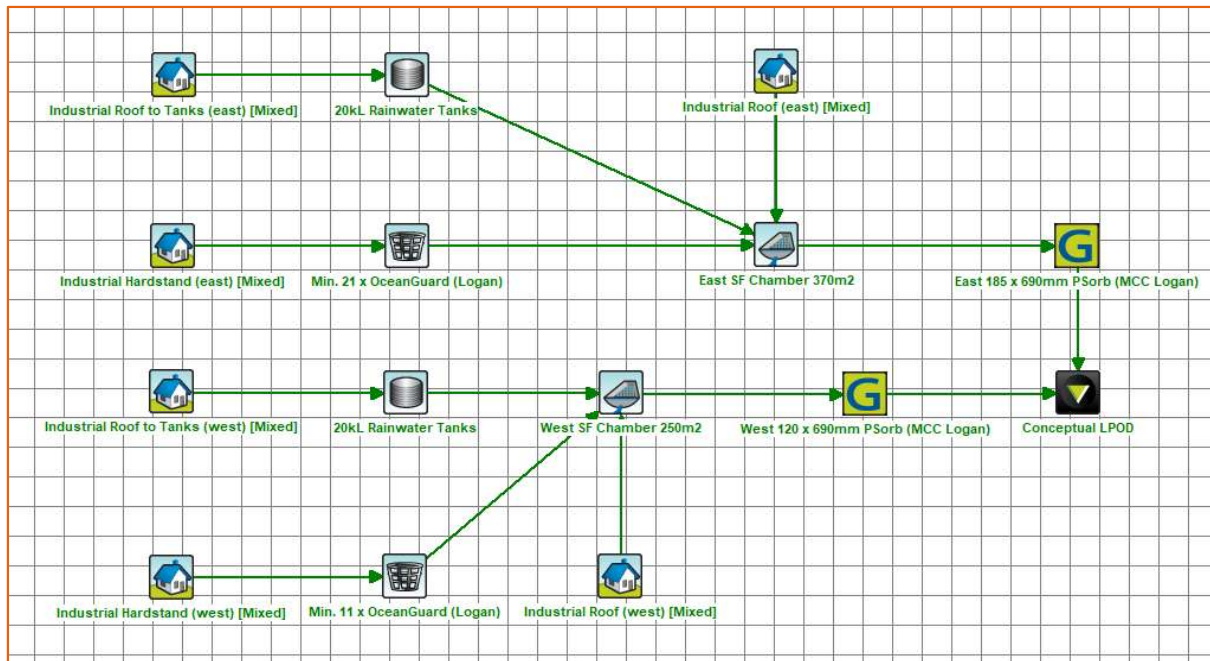 Industrial Roof to Tanks (east) [Mixed]
20kL Rainwater Tanks
Industrial Roof (east) [Mixed]
Industrial Hardstand (east) [Mixed]
Min. 21 x OceanGuard (Logan)
East SF Chamber 370m2
G
East 185 x 690mm PSorb (MCC Logan)
Industrial Roof to Tanks (west) [Mixed]
20kL Rainwater Tanks
West SF Chamber 250m2
G
West 120 x 690mm PSorb (MCC Logan)
Conceptual LPOD
Industrial Hardstand (west) [Mixed]
Min. 11 x OceanGuard (Logan)
Industrial Roof (west) [Mixed]